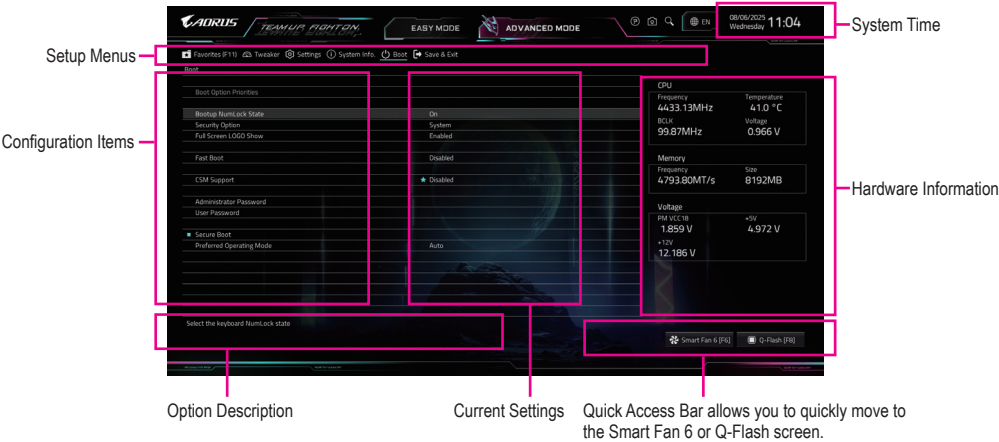 AORUS
TEAM UP. FIGHT ON.
EASY MODE
ADVANCED MODE
EN
08/06/2025
Wednesday
11:04
System Time
Setup Menus
Favorites (F11)
Tweaker
Settings
System Info.
Boot
Save & Exit
Boot
Boot Option Priorities
Bootup NumLock State On
Security Option System
Full Screen LOGO Show Enabled
Fast Boot Disabled
CSM Support Disabled
Administrator Password
User Password
Secure Boot
Preferred Operating Mode Auto
Configuration Items
CPU
Frequency Temperature
4433.13MHz 41.0 °C
BCLK Voltage
99.87MHz 0.966 V
Memory
Frequency Size
4793.80MT/s 8192MB
Voltage
PM VCC18 +5V
1.859 V 4.972 V
+12V
12.186 V
Hardware Information
Select the keyboard NumLock state
Smart Fan 6 [F6]
Q-Flash [F8]
Option Description
Current Settings
Quick Access Bar allows you to quickly move to
the Smart Fan 6 or Q-Flash screen.